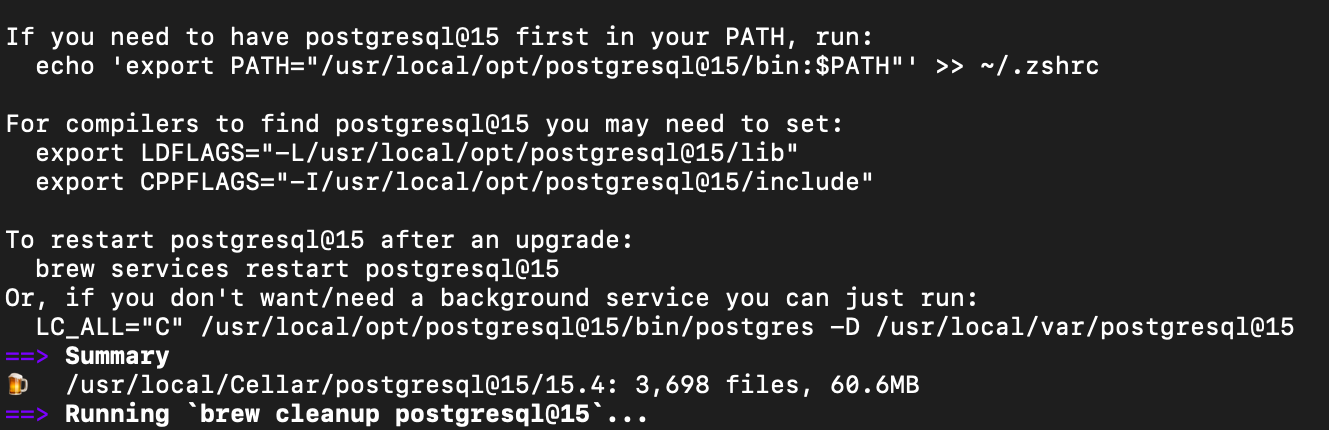 If you need to have postgresql@15 first in your PATH, run:
  echo 'export PATH="/usr/local/opt/postgresql@15/bin:$PATH"' >> ~/.zshrc

For compilers to find postgresql@15 you may need to set:
  export LDFLAGS="-L/usr/local/opt/postgresql@15/lib"
  export CPPFLAGS="-I/usr/local/opt/postgresql@15/include"

To restart postgresql@15 after an upgrade:
  brew services restart postgresql@15
Or, if you don't want/need a background service you can just run:
  LC_ALL="C" /usr/local/opt/postgresql@15/bin/postgres -D /usr/local/var/postgresql@15
==> Summary
🍺  /usr/local/Cellar/postgresql@15/15.4: 3,698 files, 60.6MB
==> Running `brew cleanup postgresql@15`...